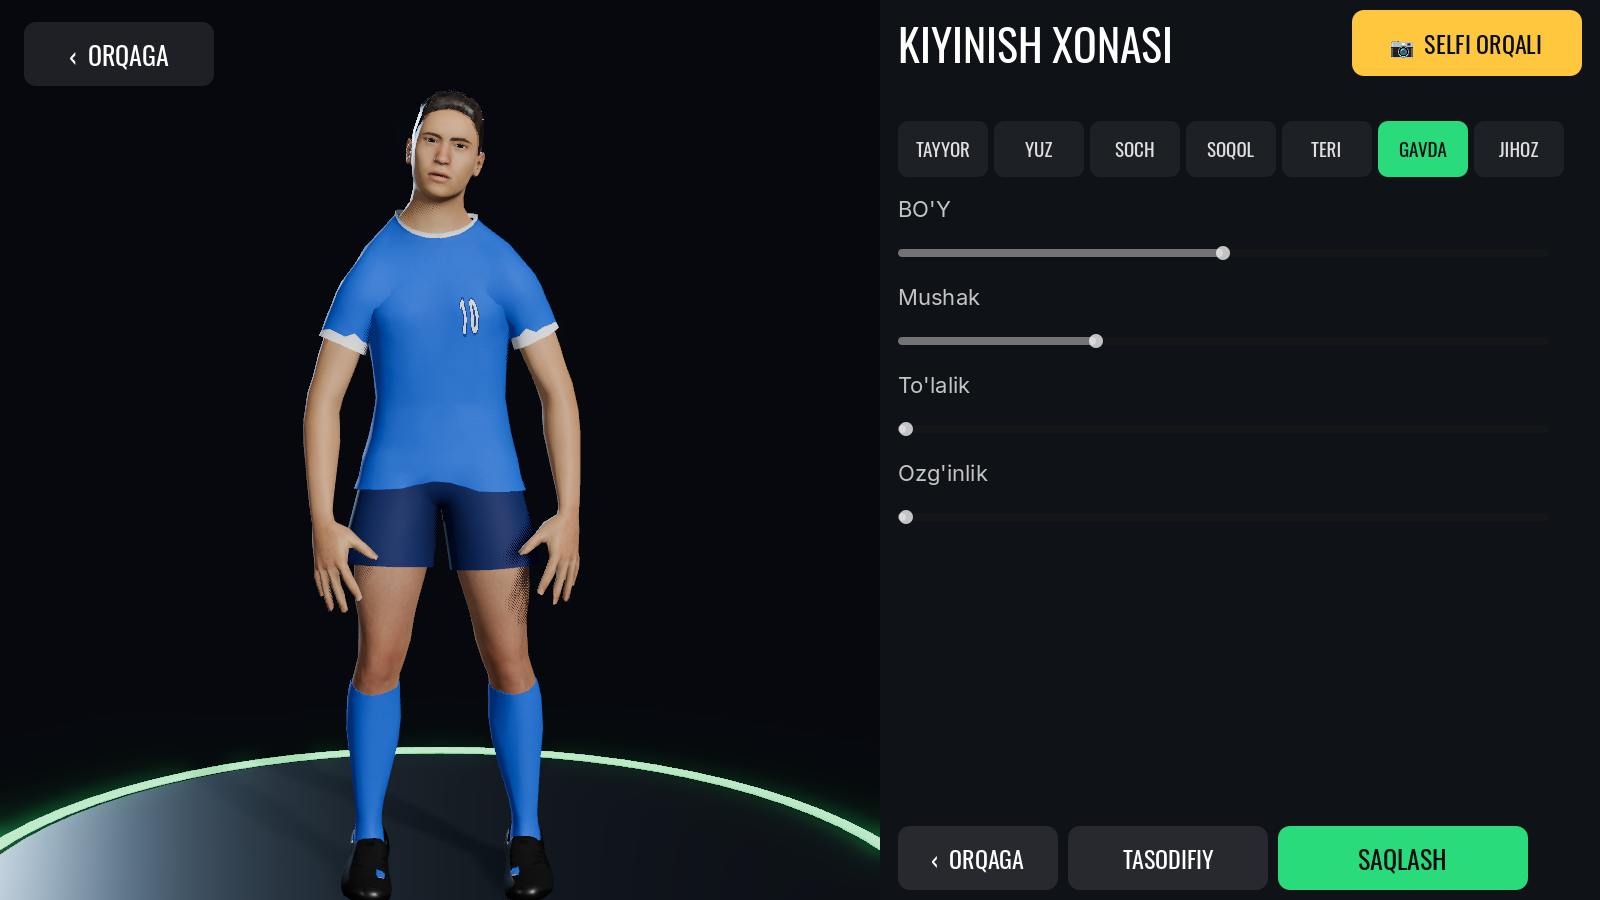 ‹ ORQAGA
KIYINISH XONASI
SELFI ORQALI
TAYYOR
YUZ
SOCH
SOQOL
TERI
GAVDA
JIHOZ
BO'Y
Mushak
To'lalik
Ozg'inlik
10
‹ ORQAGA
TASODIFIY
SAQLASH